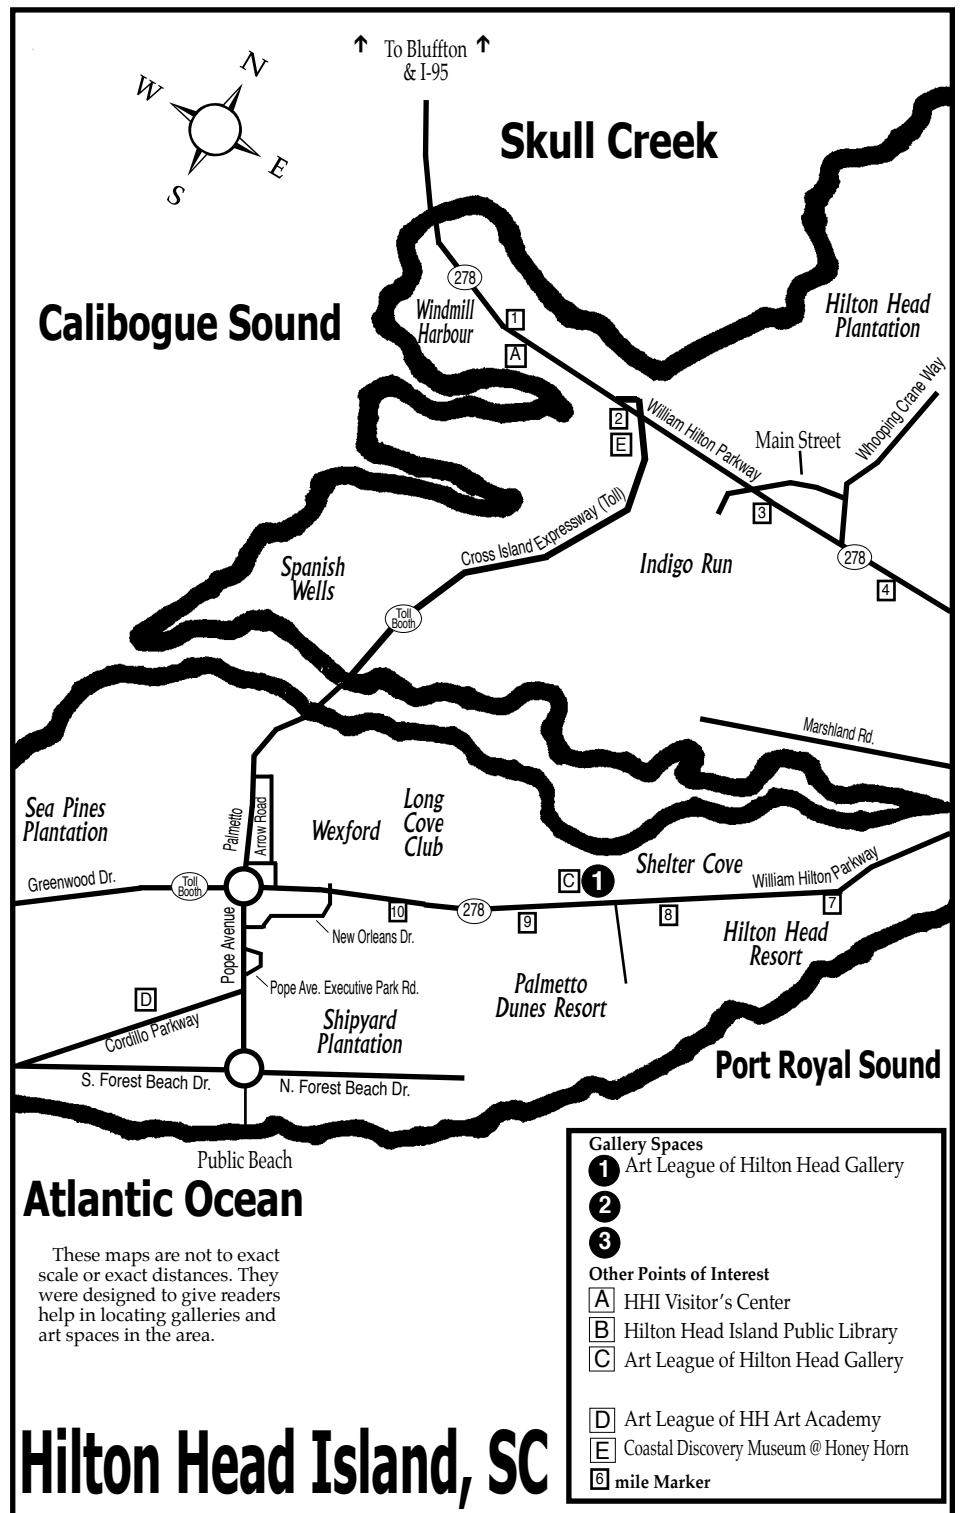 To Bluffton
& I-95
N
W
E
S
Skull Creek
278
Calibogue Sound
Windmill
Harbour
Hilton Head
Plantation
1
A
2
E
William Hilton Parkway
Main Street
Whooping Crane Way
3
Cross Island Expressway (Toll)
Indigo Run
278
4
Spanish
Wells
Toll
Booth
Marshland Rd.
Sea Pines
Plantation
Palmetto
Arrow Road
Wexford
Long
Cove
Club
Shelter Cove
C
1
William Hilton Parkway
Greenwood Dr.
Toll
Booth
10
278
9
8
7
New Orleans Dr.
Pope Avenue
Hilton Head
Resort
Pope Ave. Executive Park Rd.
Palmetto
Dunes Resort
D
Cordillo Parkway
Shipyard
Plantation
Port Royal Sound
S. Forest Beach Dr.
N. Forest Beach Dr.
Public Beach
Atlantic Ocean
These maps are not to exact
scale or exact distances. They
were designed to give readers
help in locating galleries and
art spaces in the area.
Gallery Spaces
1 Art League of Hilton Head Gallery
2
3
Other Points of Interest
A HHI Visitor's Center
B Hilton Head Island Public Library
C Art League of Hilton Head Gallery
D Art League of HH Art Academy
E Coastal Discovery Museum @ Honey Horn
6 mile Marker
Hilton Head Island, SC